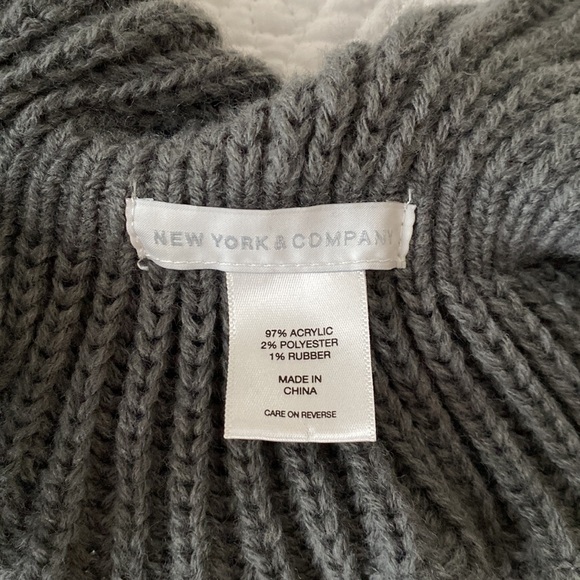 NEW YORK & COMPANY
97% ACRYLIC
2% POLYESTER
1% RUBBER
MADE IN
CHINA
CARE ON REVERSE